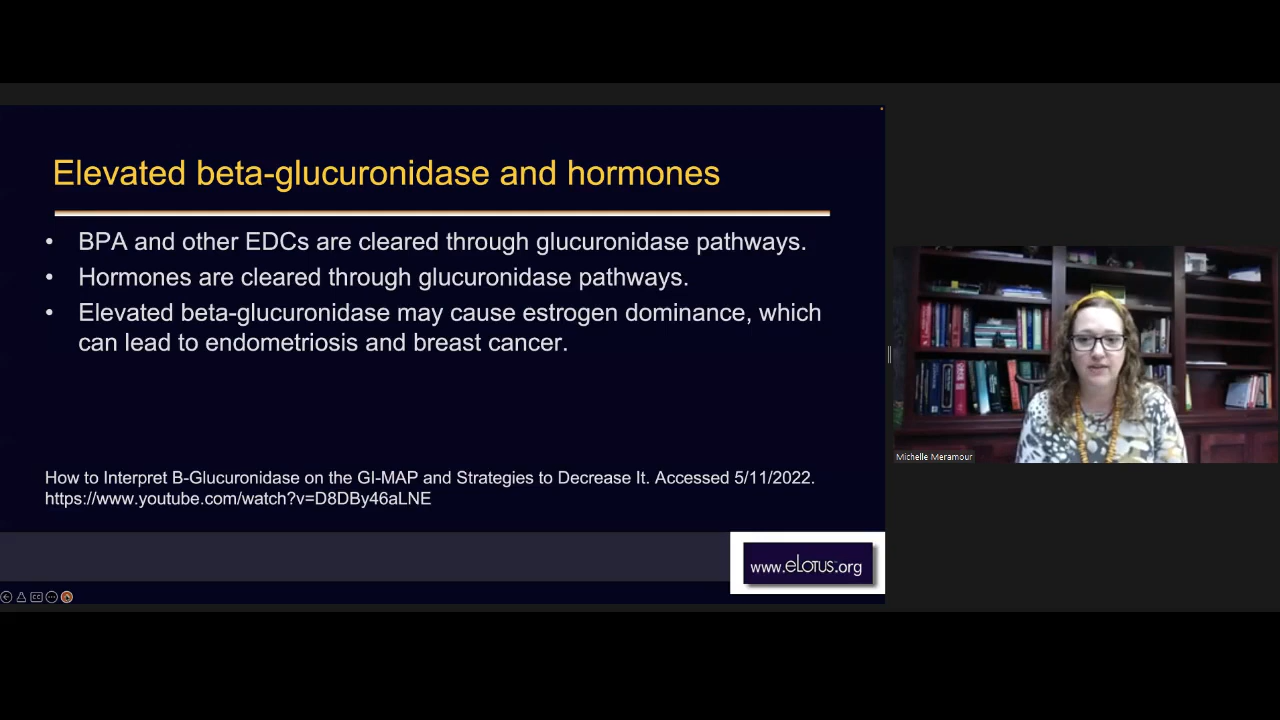 Elevated beta-glucuronidase and hormones
• BPA and other EDCs are cleared through glucuronidase pathways.
• Hormones are cleared through glucuronidase pathways.
• Elevated beta-glucuronidase may cause estrogen dominance, which
can lead to endometriosis and breast cancer.
How to Interpret B-Glucuronidase on the GI-MAP and Strategies to Decrease It. Accessed 5/11/2022.
https://www.youtube.com/watch?v=D8DBy46aLNE
www.eLotus.org
Michelle Meramour